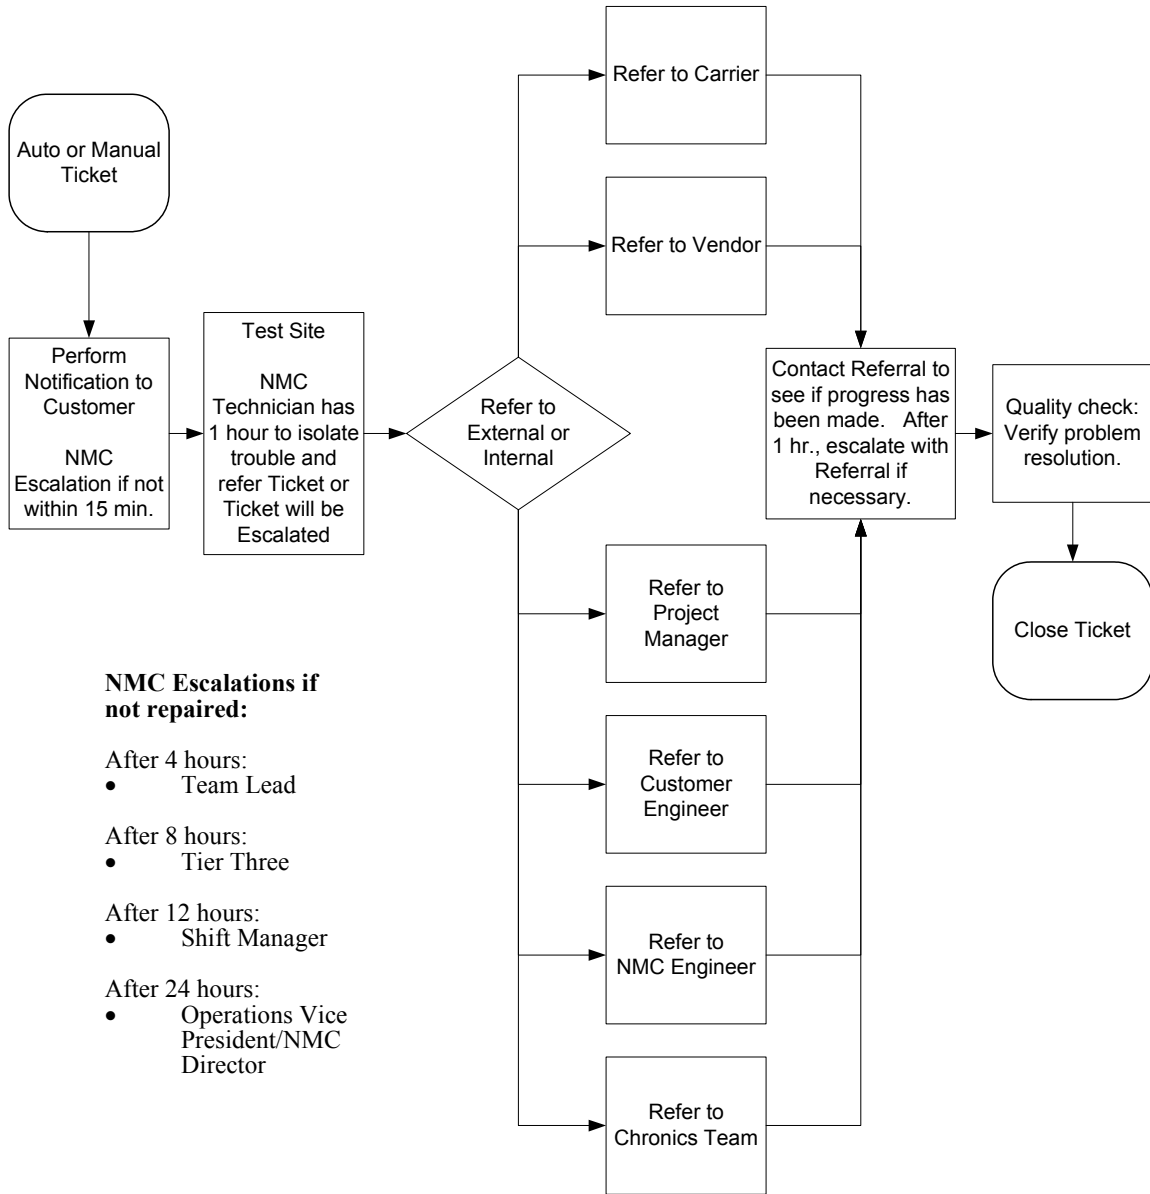 Auto or Manual
Ticket
Perform
Notification to
Customer
NMC
Escalation if not
within 15 min.
Test Site
NMC
Technician has
1 hour to isolate
trouble and
refer Ticket or
Ticket will be
Escalated
Refer to
External or
Internal
Refer to Carrier
Refer to Vendor
Refer to
Project
Manager
Refer to
Customer
Engineer
Refer to
NMC Engineer
Refer to
Chronics Team
Contact Referral to
see if progress has
been made. After
1 hr., escalate with
Referral if
necessary.
Quality check:
Verify problem
resolution.
Close Ticket
NMC Escalations if
not repaired:
After 4 hours:
• Team Lead
After 8 hours:
• Tier Three
After 12 hours:
• Shift Manager
After 24 hours:
• Operations Vice
President/NMC
Director